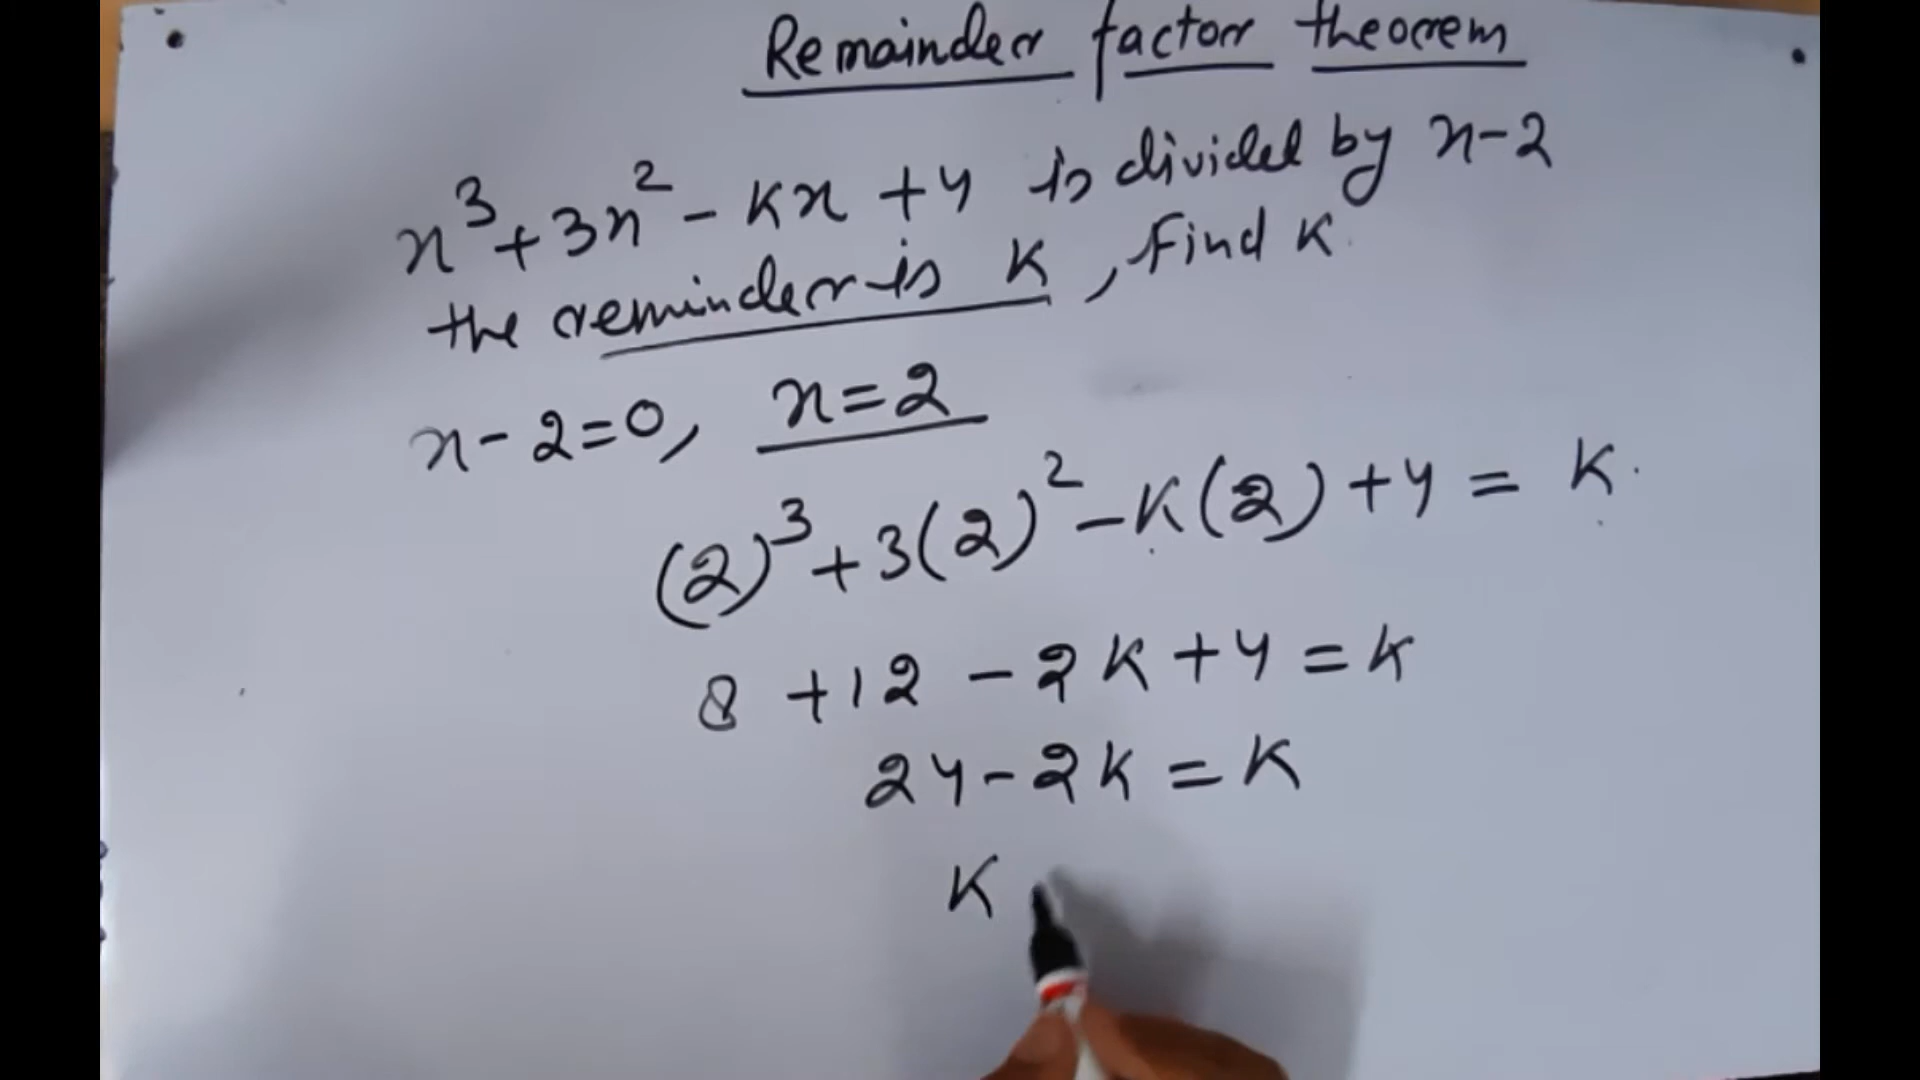 Remainder factor theorem
x³+3x²-Kx+4 is divided by x-2
the reminder is K, Find K
x-2=0, x=2
(2)³+3(2)²-K(2)+4=K.
8+12-2K+4=K
24-2K=K
K